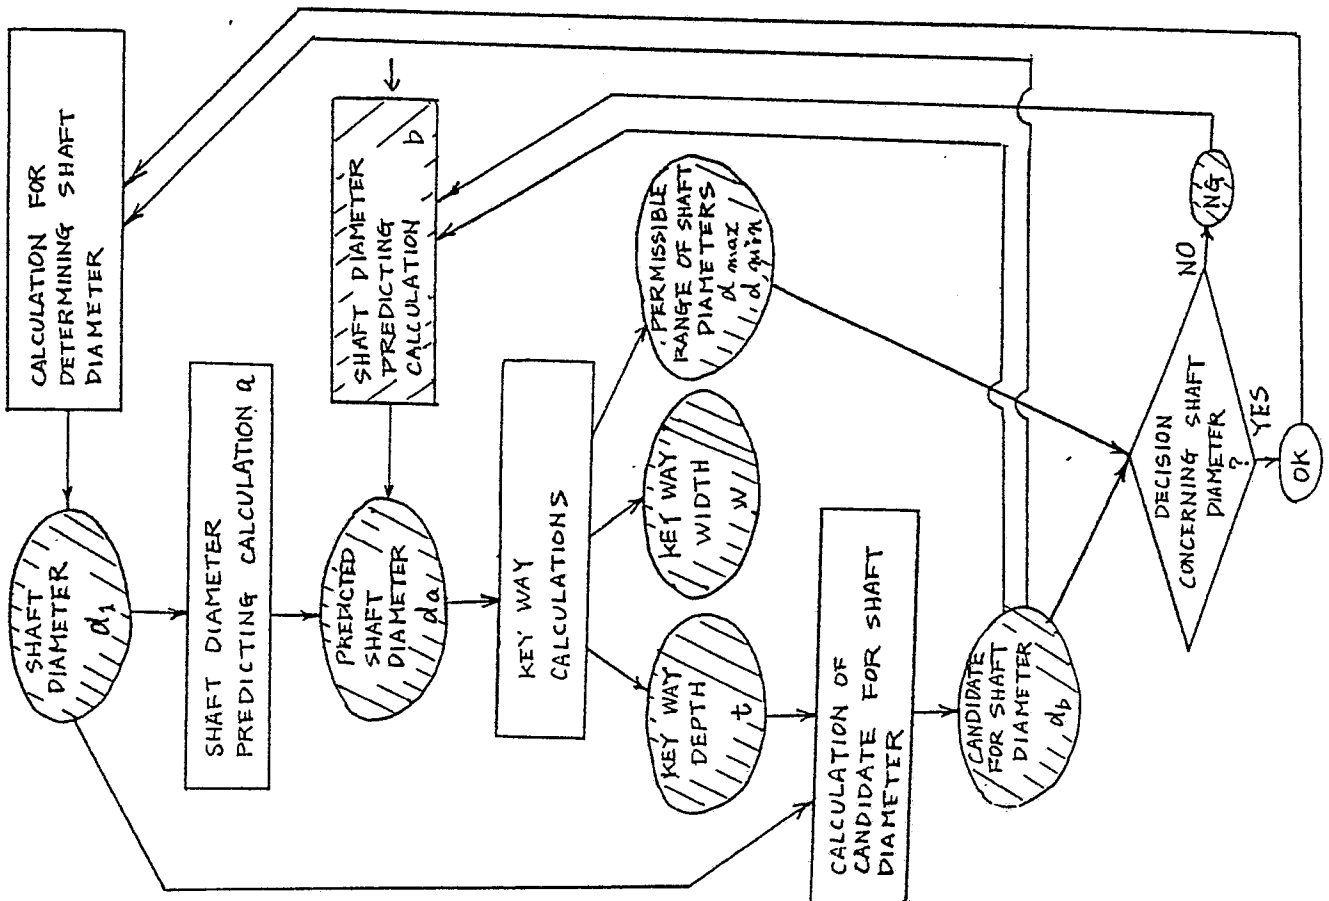 CALCULATION FOR
DETERMINING SHAFT
DIAMETER
SHAFT
DIAMETER
d1
SHAFT DIAMETER
PREDICTING CALCULATION a
SHAFT DIAMETER b
PREDICTING
CALCULATION
PREDICTED
SHAFT
DIAMETER
da
KEY WAY
CALCULATIONS
KEY WAY
DEPTH
t
KEY WAY
WIDTH
W
PERMISSIBLE
RANGE OF SHAFT
DIAMETERS
d max
d, min
CALCULATION OF
CANDIDATE FOR SHAFT
DIAMETER
CANDIDATE
FOR SHAFT
DIAMETER
db
DECISION
CONCERNING SHAFT
DIAMETER
?
NO
NG
YES
OK